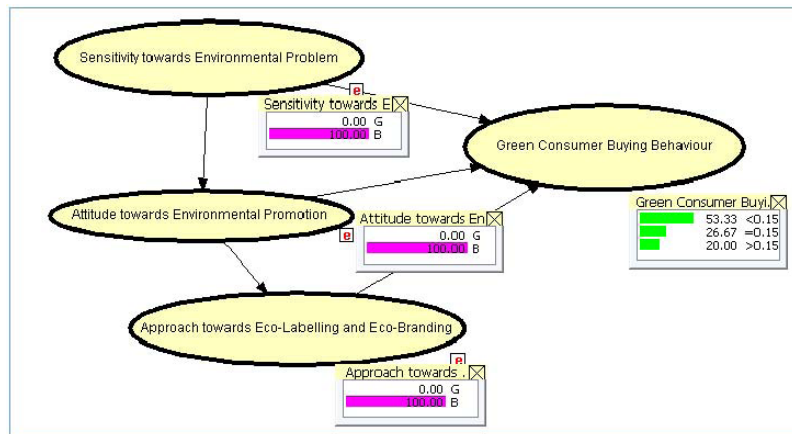 Sensitivity towards Environmental Problem
e
Sensitivity towards E
0.00 G
100.00 B
Green Consumer Buying Behaviour
Attitude towards Environmental Promotion
e
Attitude towards En
0.00 G
100.00 B
Green Consumer Buyi.
53.33 <0.15
26.67 =0.15
20.00 >0.15
Approach towards Eco-Labelling and Eco-Branding
e
Approach towards .
0.00 G
100.00 B